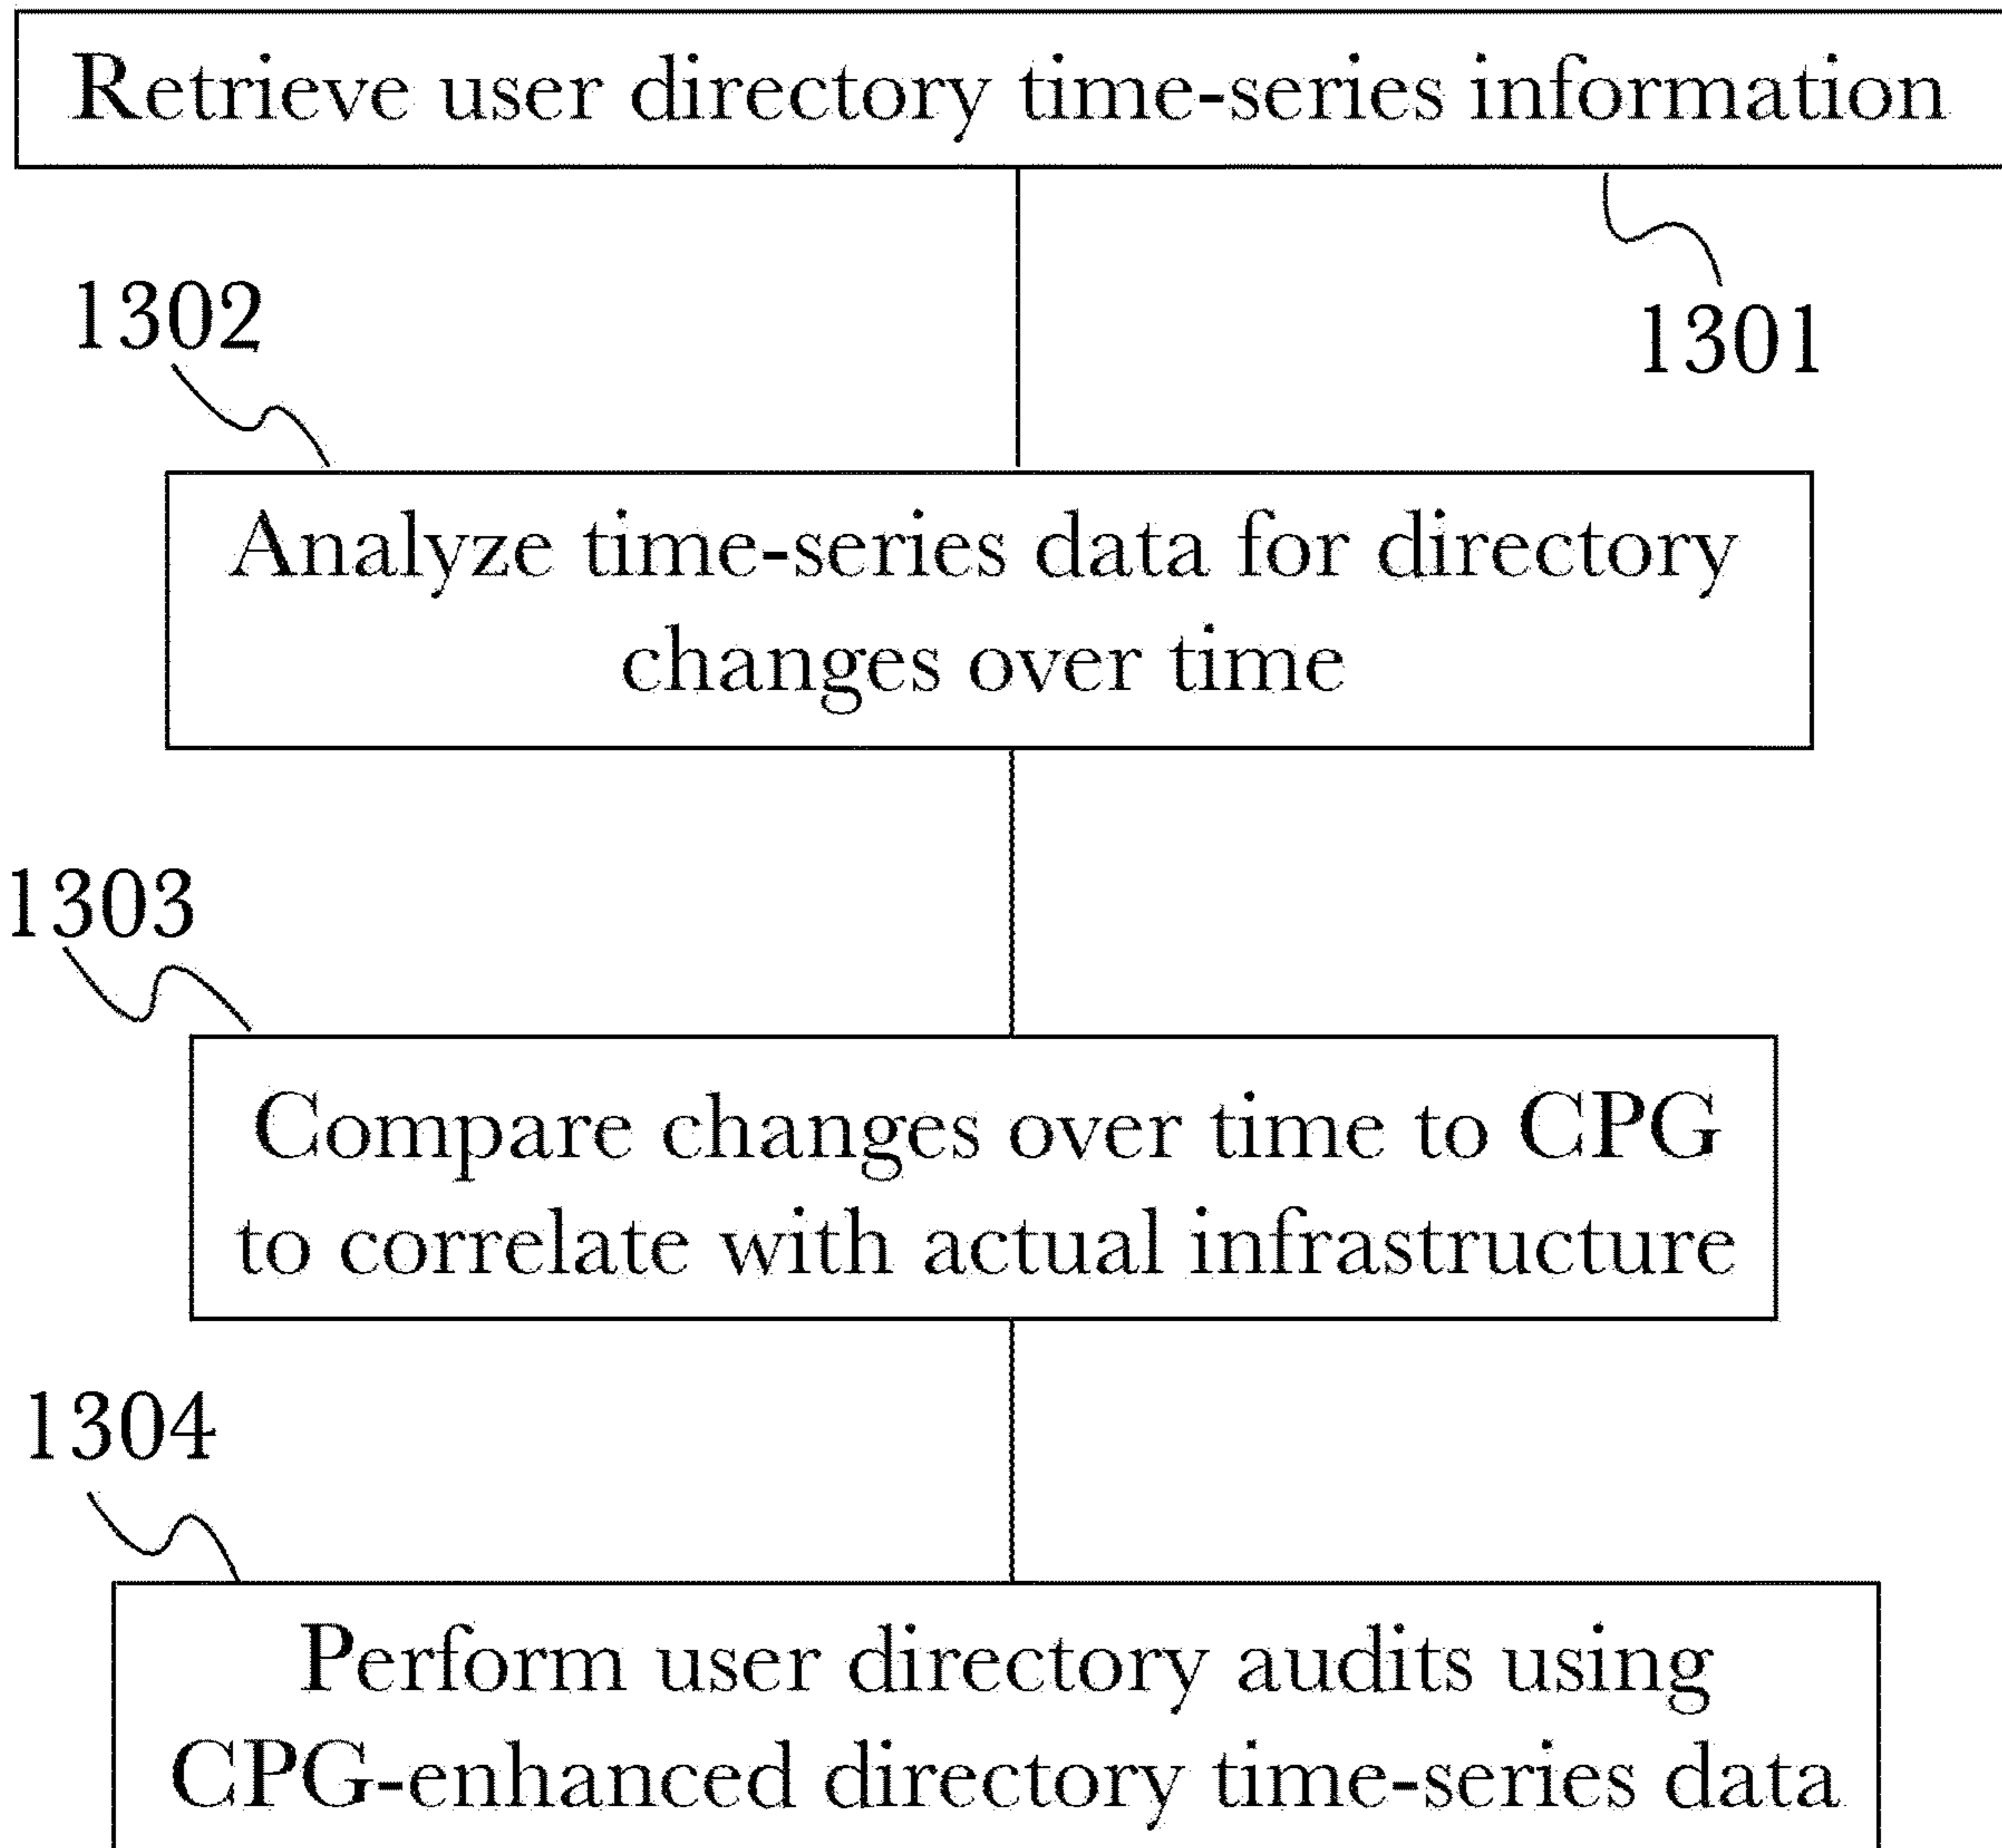 Retrieve user directory time-series information
1301
1302
Analyze time-series data for directory
changes over time
1303
Compare changes over time to CPG
to correlate with actual infrastructure
1304
Perform user directory audits using
CPG-enhanced directory time-series data